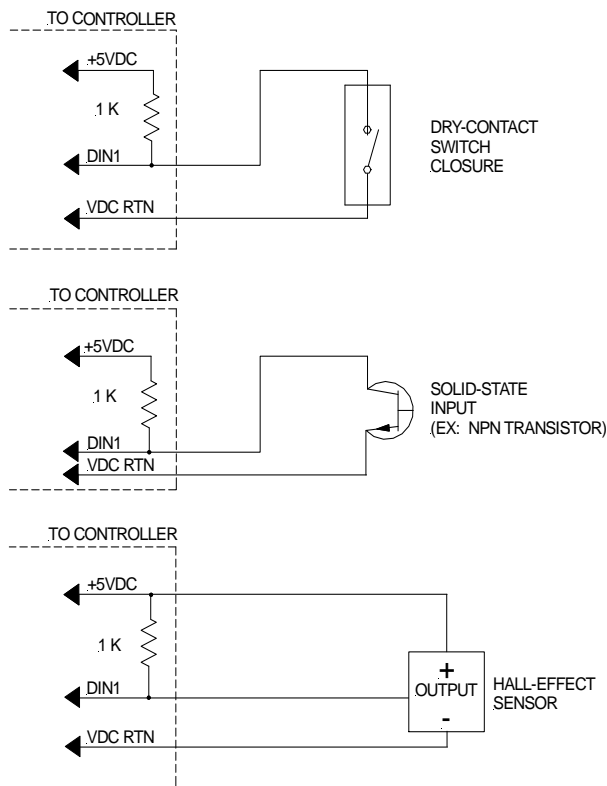 TO CONTROLLER
+5VDC
1 K
DIN1
VDC RTN
DRY-CONTACT
SWITCH
CLOSURE
TO CONTROLLER
+5VDC
1 K
DIN1
VDC RTN
SOLID-STATE
INPUT
(EX: NPN TRANSISTOR)
TO CONTROLLER
+5VDC
1 K
DIN1
VDC RTN
+
OUTPUT
-
HALL-EFFECT
SENSOR